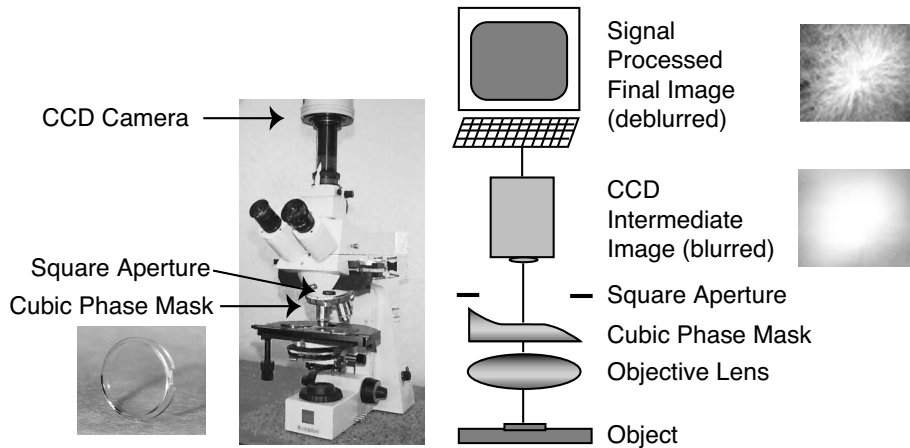 CCD Camera
Square Aperture
Cubic Phase Mask
Signal
Processed
Final Image
(deblurred)
CCD
Intermediate
Image (blurred)
Square Aperture
Cubic Phase Mask
Objective Lens
Object